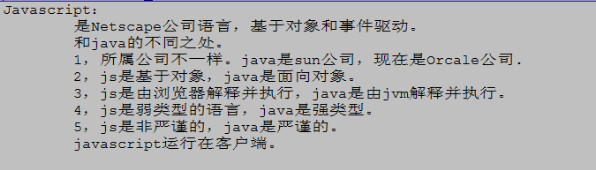 Javascript:
是Netscape公司语言，基于对象和事件驱动。
和java的不同之处。
1，所属公司不一样。java是sun公司，现在是Orcale公司.
2，js是基于对象，java是面向对象。
3，js是由浏览器解释并执行，java是由jvm解释并执行。
4，js是弱类型的语言，java是强类型。
5，js是非严谨的，java是严谨的。
javascript运行在客户端。